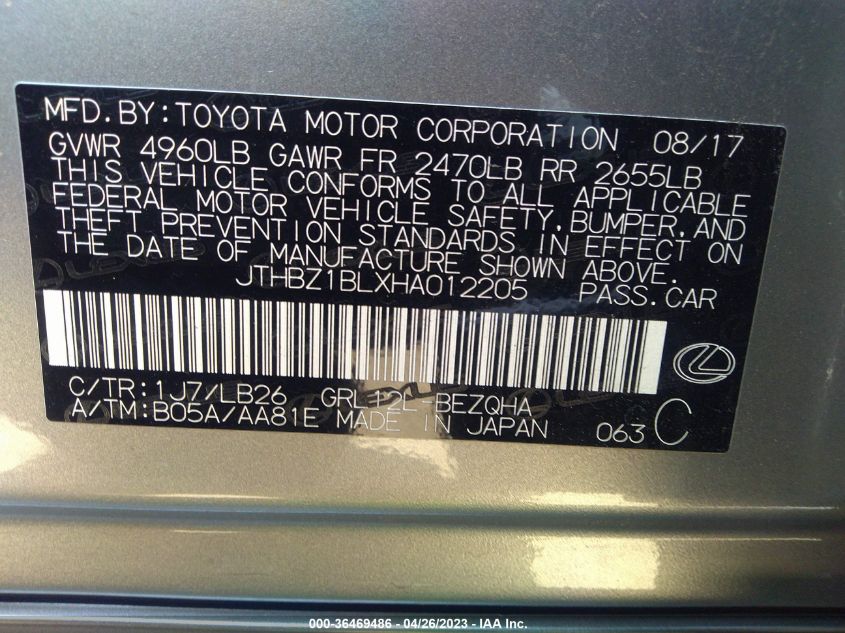 MFD.BY:TOYOTA MOTOR CORPORATION 08/17
GVWR 4960LB GAWR FR 2470LB RR 2655LB
THIS VEHICLE CONFORMS TO ALL APPLICABLE
FEDERAL MOTOR VEHICLE SAFETY,BUMPER,AND
THEFT PREVENTION STANDARDS IN EFFECT ON
THE DATE OF MANUFACTURE SHOWN ABOVE.
JTHBZ1BLXHA012205 PASS.CAR
C/TR:1J7/LB26 GRL12L-BEZQHA
A/TM:B05A/AA81E MADE IN JAPAN 063 C
000-36469486 - 04/26/2023 - IAA Inc.